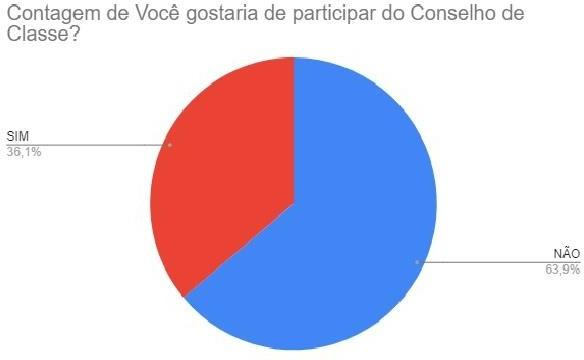 Contagem de Você gostaria de participar do Conselho de
Classe?
SIM
36,1%
NÃO
63,9%